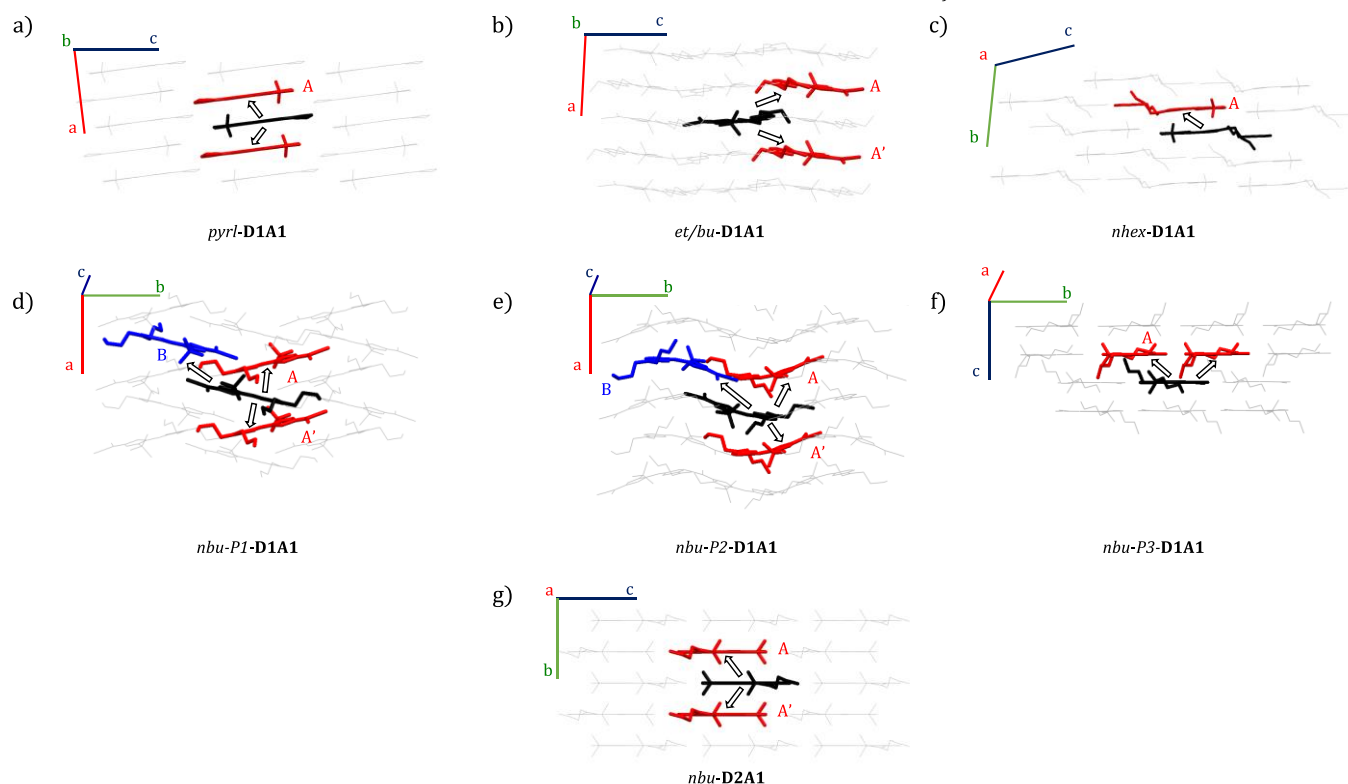 a)
b
c
a
A
pyrl-D1A1
b)
b
c
a
A
A'
et/bu-D1A1
c)
a
c
b
A
nhex-D1A1
d)
c
b
a
B
A
A'
nbu-P1-D1A1
e)
c
b
a
B
A
A'
nbu-P2-D1A1
f)
a
b
c
A
nbu-P3-D1A1
g)
a
c
b
A
A'
nbu-D2A1